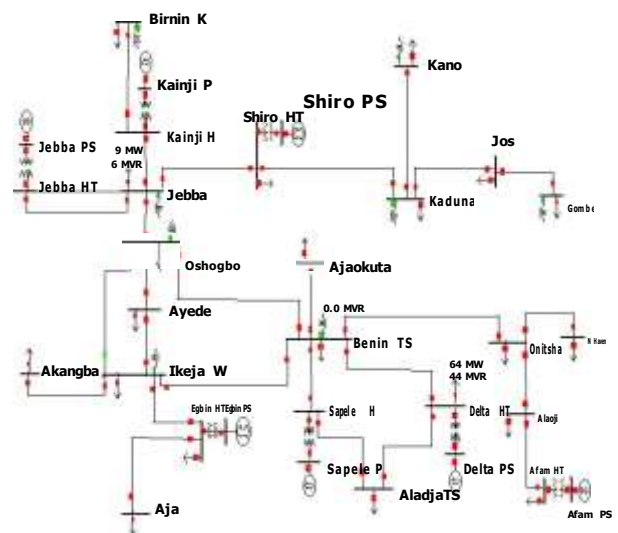 Birnin K
Kano
Kainji P
Shiro PS
Shiro HT
Jos
Jebba PS
9 MW
Kainji H
6 MVR
Jebba HT
Jebba
Kaduna
Gombe
Oshogbo
Ajaokuta
Ayede
0.0 MVR
Benin TS
Onitsha
N Haen
Akangba
Ikeja W
64 MW
44 MVR
Egbin HT
Egbin PS
Sapele H
Delta HT
Alaoji
Sapele P
Delta PS
Afam HT
AladjaTS
Afam PS
Aja